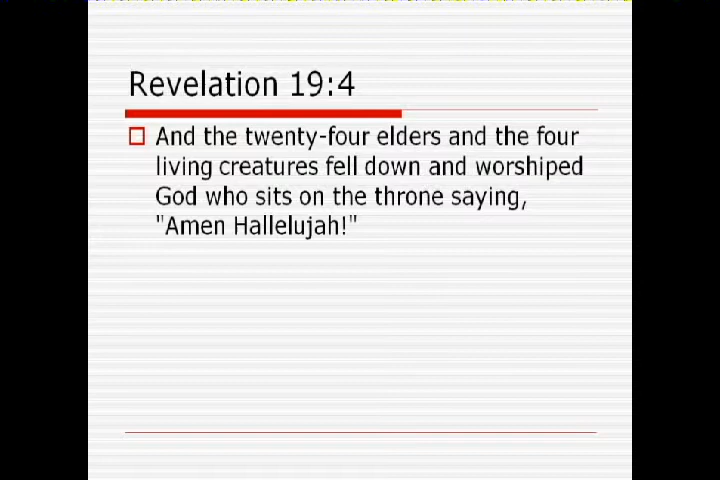 Revelation 19:4
And the twenty-four elders and the four
living creatures fell down and worshiped
God who sits on the throne saying,
"Amen Hallelujah!"